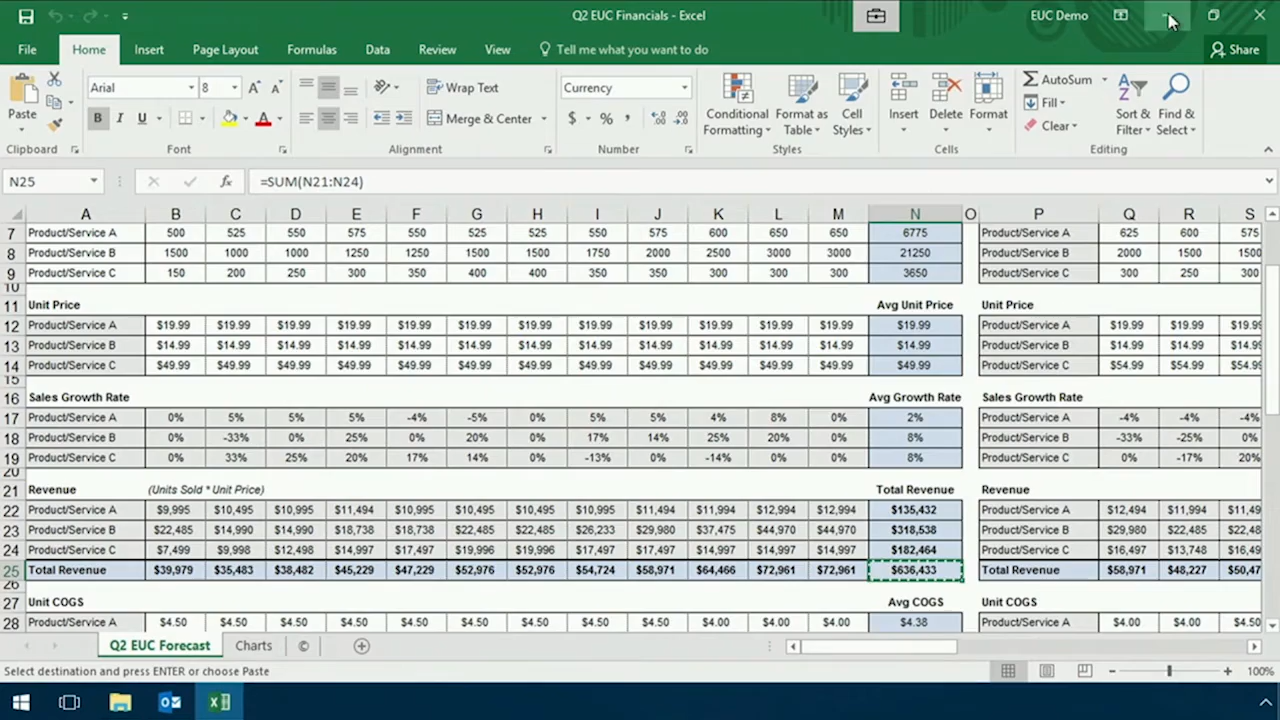 Q2 EUC Financials - Excel
EUC Demo
File Home Insert Page Layout Formulas Data Review View Tell me what you want to do Share
Arial 8 Wrap Text Currency AutoSum
Paste Conditional Format as Cell Insert Delete Format Fill Sort & Find &
B I U A Merge & Center $ % , Formatting Table Styles Clear Filter Select
Clipboard Font Alignment Number Styles Cells Editing
N25 fx =SUM(N21:N24)
A B C D E F G H I J K L M N O P Q R S
7 Product/Service A 500 525 550 575 550 525 525 550 575 600 650 650 6775 Product/Service A 625 600 575
8 Product/Service B 1500 1000 1000 1250 1250 1500 1500 1750 2000 2500 3000 3000 21250 Product/Service B 2000 1500 1500
9 Product/Service C 150 200 250 300 350 400 400 350 350 300 300 300 3650 Product/Service C 300 250 300
10
11 Unit Price Avg Unit Price Unit Price
12 Product/Service A $19.99 $19.99 $19.99 $19.99 $19.99 $19.99 $19.99 $19.99 $19.99 $19.99 $19.99 $19.99 $19.99 Product/Service A $19.99 $19.99 $19.99
13 Product/Service B $14.99 $14.99 $14.99 $14.99 $14.99 $14.99 $14.99 $14.99 $14.99 $14.99 $14.99 $14.99 $14.99 Product/Service B $14.99 $14.99 $14.99
14 Product/Service C $49.99 $49.99 $49.99 $49.99 $49.99 $49.99 $49.99 $49.99 $49.99 $49.99 $49.99 $49.99 $49.99 Product/Service C $54.99 $54.99 $54.99
15
16 Sales Growth Rate Avg Growth Rate Sales Growth Rate
17 Product/Service A 0% 5% 5% 5% -4% -5% 0% 5% 5% 4% 8% 0% 2% Product/Service A -4% -4% -4%
18 Product/Service B 0% -33% 0% 25% 0% 20% 0% 17% 14% 25% 20% 0% 8% Product/Service B -33% -25% 0%
19 Product/Service C 0% 33% 25% 20% 17% 14% 0% -13% 0% -14% 0% 0% 8% Product/Service C 0% -17% 20%
20
21 Revenue (Units Sold * Unit Price) Total Revenue Revenue
22 Product/Service A $9,995 $10,495 $10,995 $11,494 $10,995 $10,495 $10,495 $10,995 $11,494 $11,994 $12,994 $12,994 $135,432 Product/Service A $12,494 $11,994 $11,49
23 Product/Service B $22,485 $14,990 $14,990 $18,738 $18,738 $22,485 $22,485 $26,233 $29,980 $37,475 $44,970 $44,970 $318,538 Product/Service B $29,980 $22,485 $22,48
24 Product/Service C $7,499 $9,998 $12,498 $14,997 $17,497 $19,996 $19,996 $17,497 $17,497 $14,997 $14,997 $14,997 $182,464 Product/Service C $16,497 $13,748 $16,49
25 Total Revenue $39,979 $35,483 $38,482 $45,229 $47,229 $52,976 $52,976 $54,724 $58,971 $64,466 $72,961 $72,961 $636,433 Total Revenue $58,971 $48,227 $50,47
26
27 Unit COGS Avg COGS Unit COGS
28 Product/Service A $4.50 $4.50 $4.50 $4.50 $4.50 $4.50 $4.50 $4.50 $4.50 $4.50 $4.50 $4.50 $4.38 Product/Service A $4.00 $4.00 $4.50
Q2 EUC Forecast Charts ©
Select destination and press ENTER or choose Paste 100%